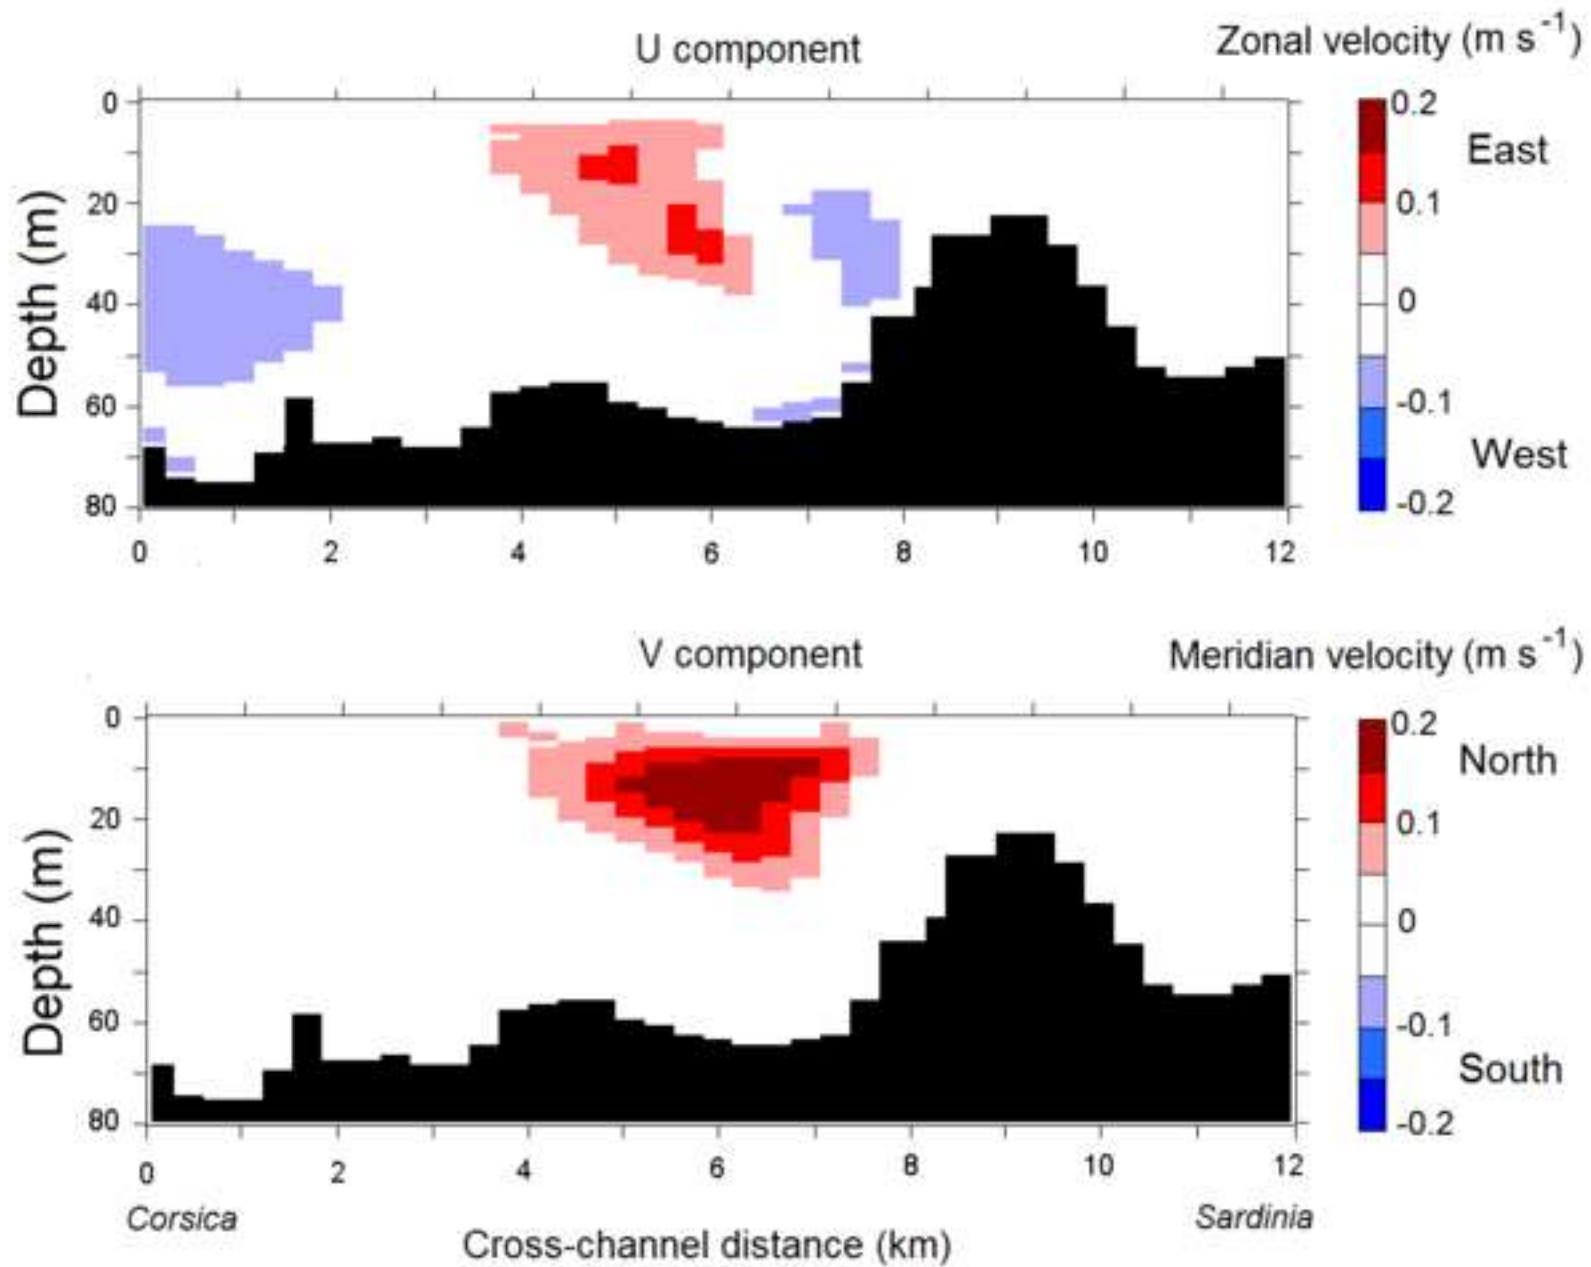 U component
Zonal velocity (m s⁻¹)
Depth (m)
0
20
40
60
80
0 2 4 6 8 10 12
0.2
0.1
0
-0.1
-0.2
East
West
V component
Meridian velocity (m s⁻¹)
Depth (m)
0
20
40
60
80
0 2 4 6 8 10 12
0.2
0.1
0
-0.1
-0.2
North
South
Corsica
Sardinia
Cross-channel distance (km)